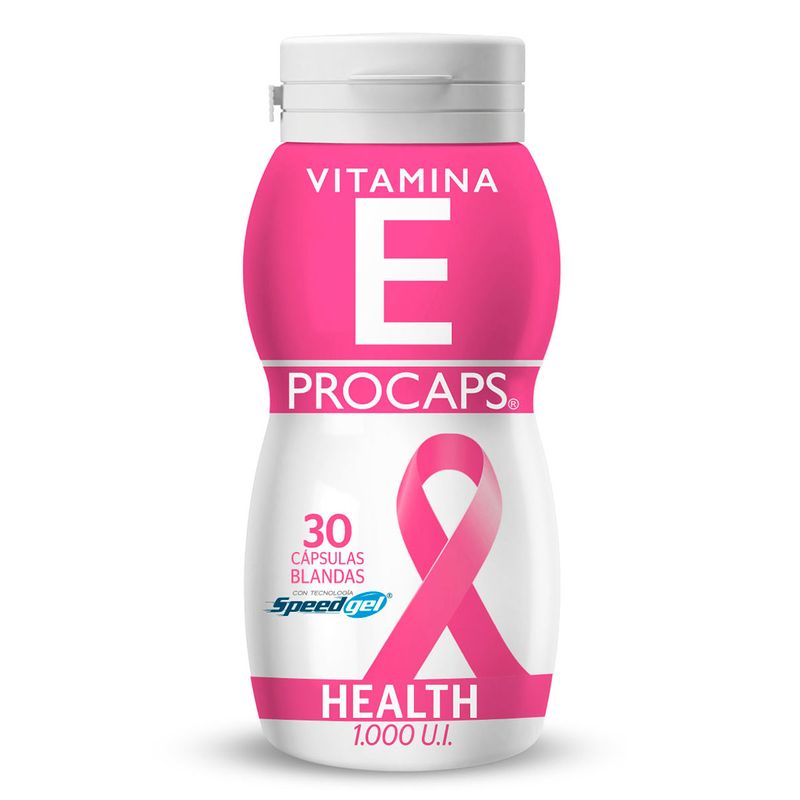 VITAMINA
E
PROCAPS®
30
CÁPSULAS
BLANDAS
CON TECNOLOGÍA
Speedgel®
HEALTH
1.000 U.I.